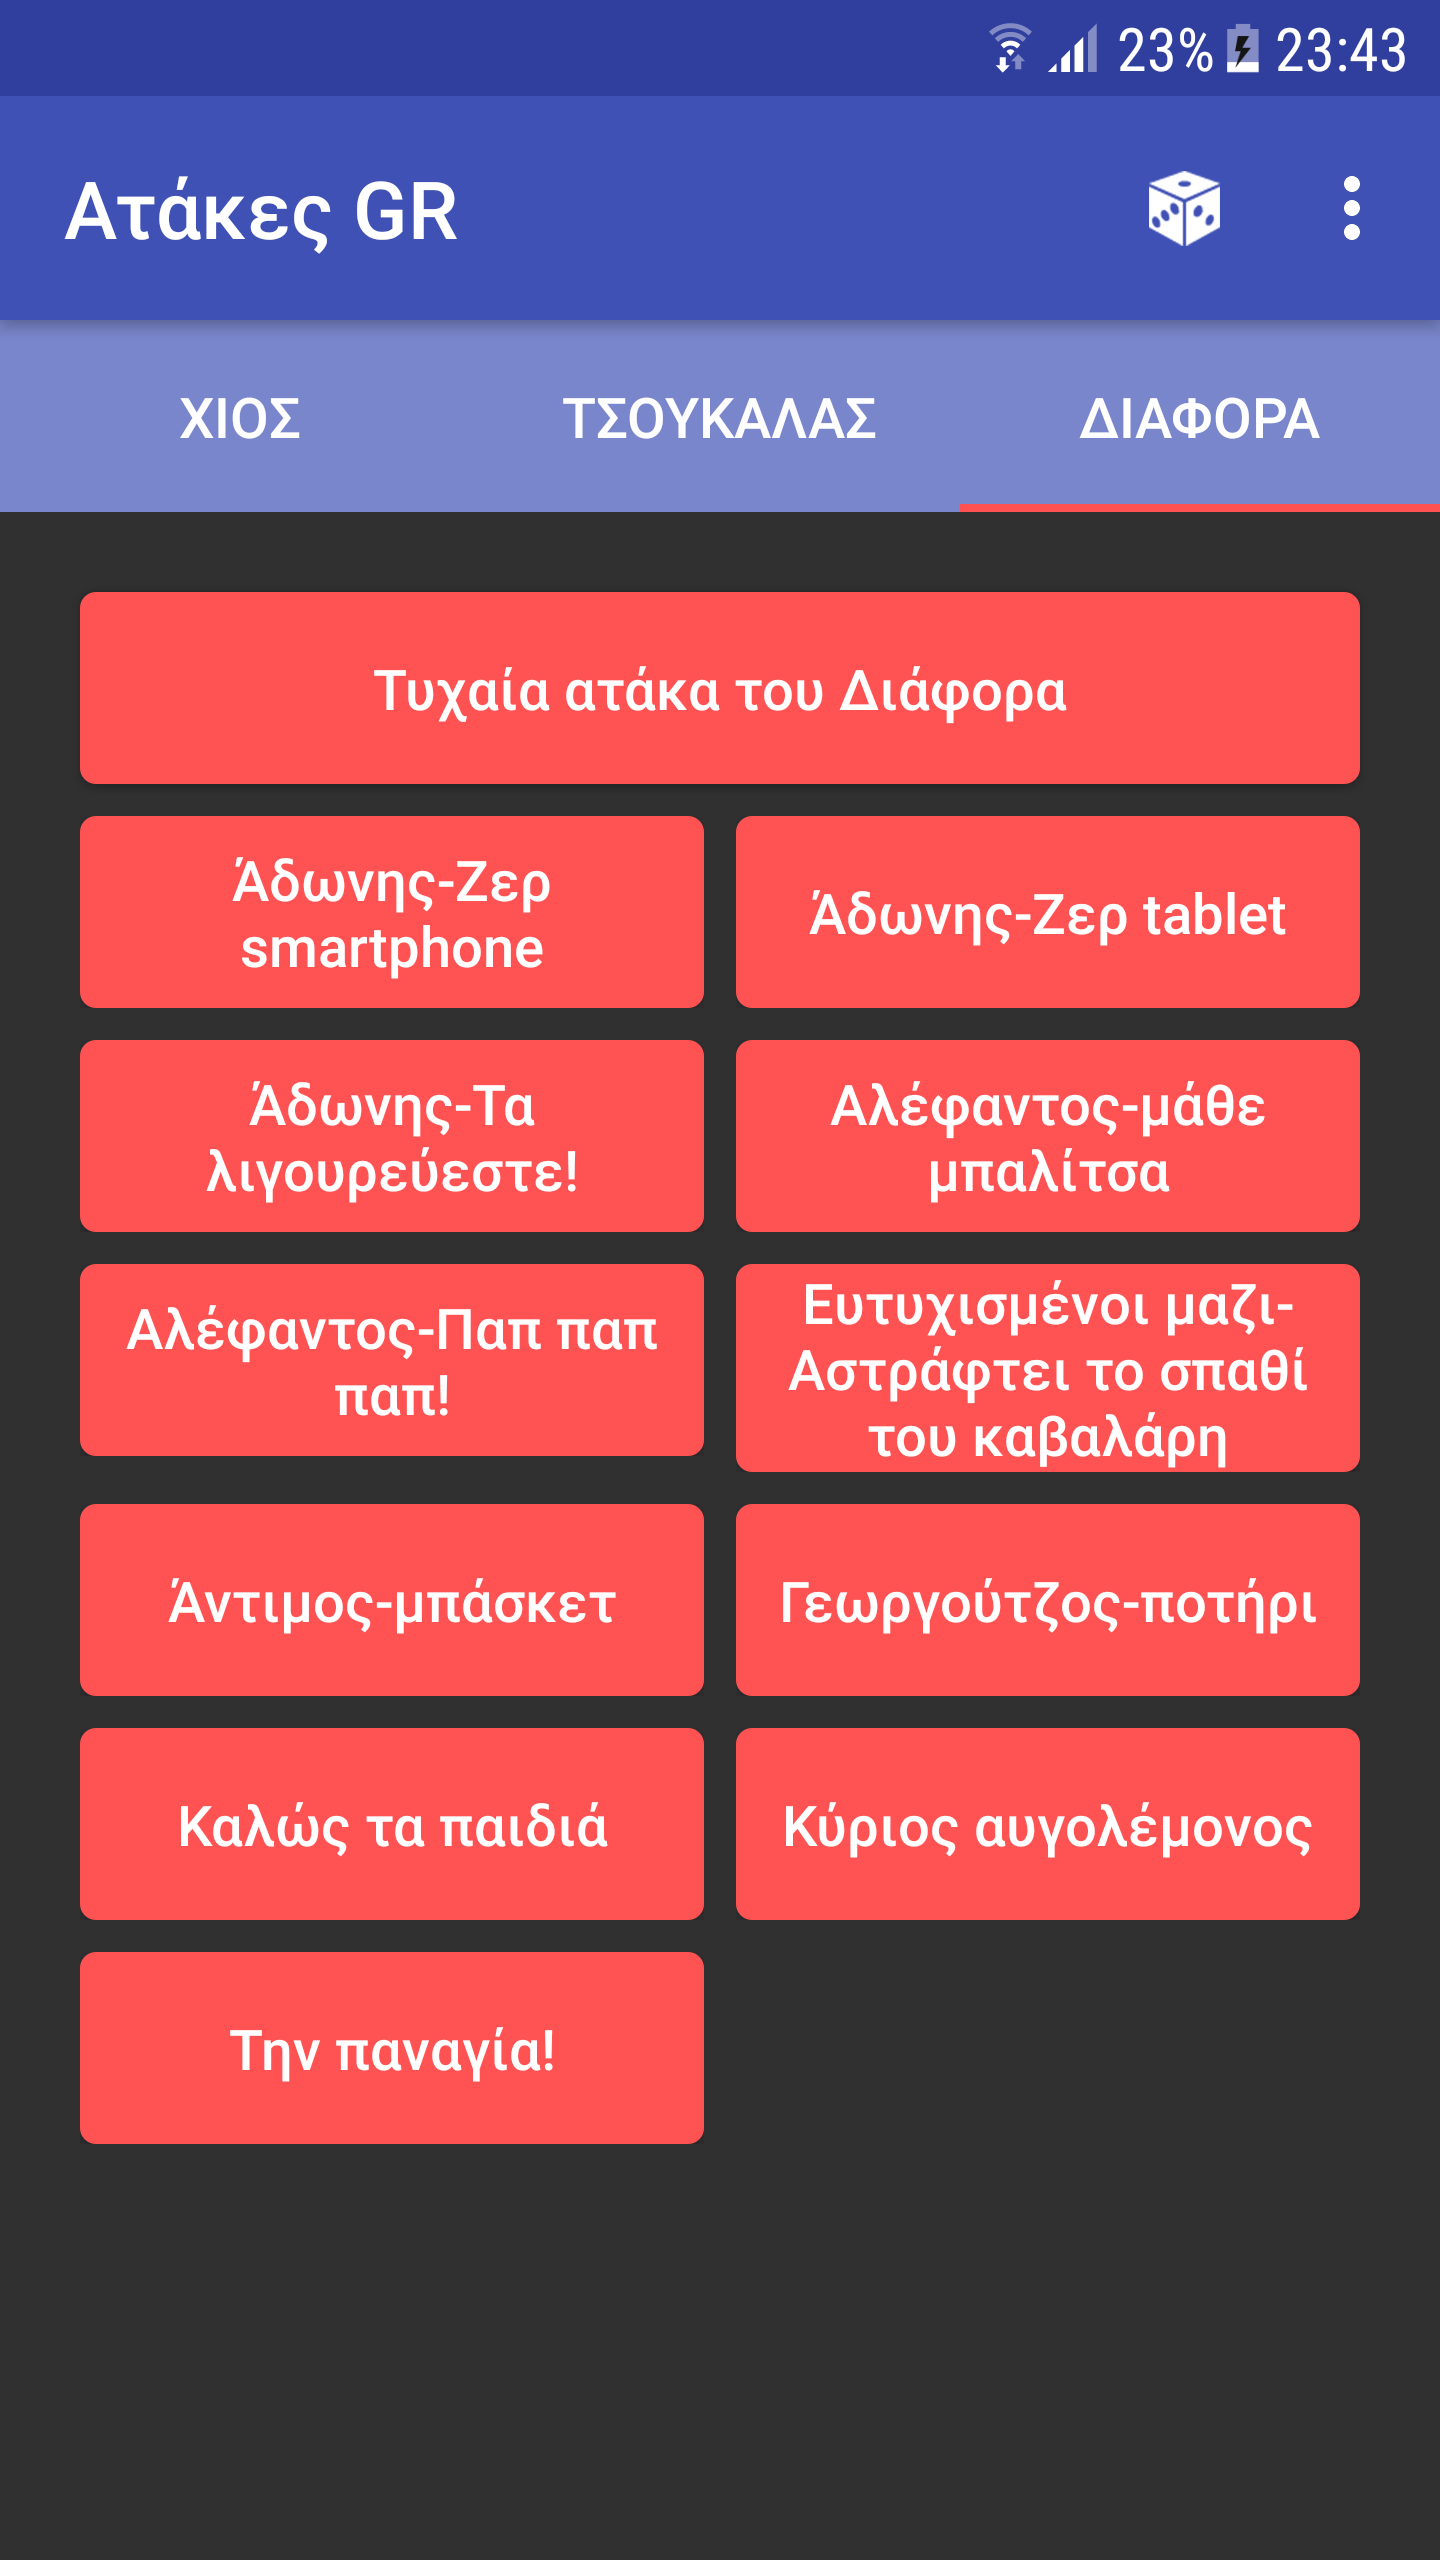 23% 23:43
Ατάκες GR
ΧΙΟΣ ΤΣΟΥΚΑΛΑΣ ΔΙΑΦΟΡΑ
Τυχαία ατάκα του Διάφορα
Άδωνης-Ζερ
smartphone
Άδωνης-Ζερ tablet
Άδωνης-Τα
λιγουρεύεστε!
Αλέφαντος-μάθε
μπαλίτσα
Αλέφαντος-Παπ παπ
παπ!
Ευτυχισμένοι μαζι-
Αστράφτει το σπαθί
του καβαλάρη
Άντιμος-μπάσκετ
Γεωργούτζος-ποτήρι
Καλώς τα παιδιά
Κύριος αυγολέμονος
Την παναγία!